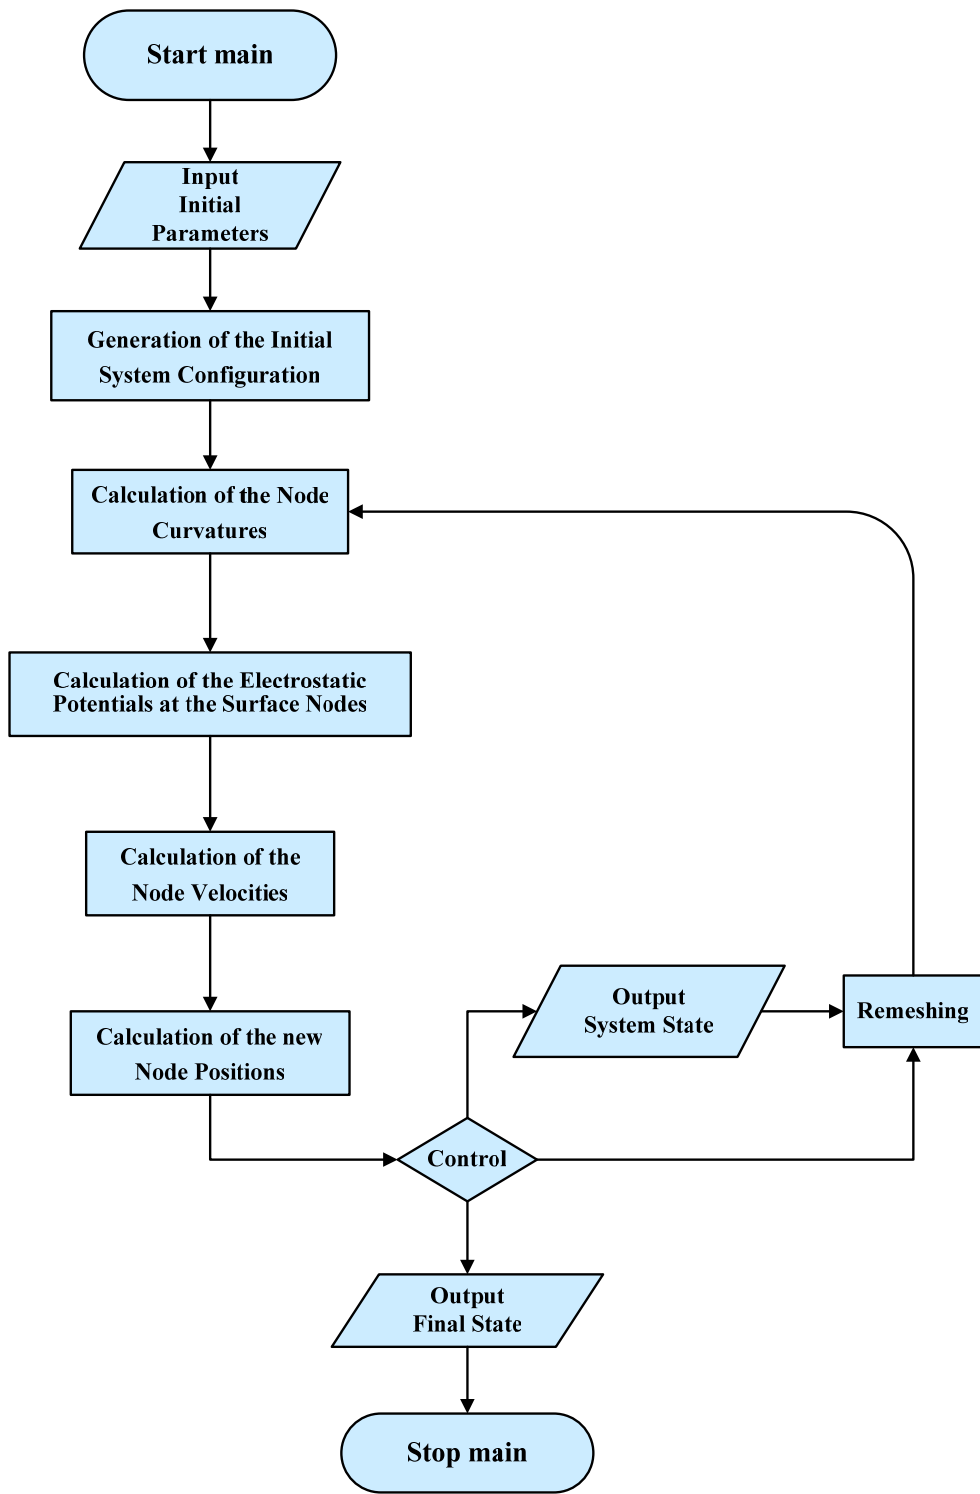 Start main
Input
Initial
Parameters
Generation of the Initial
System Configuration
Calculation of the Node
Curvatures
Calculation of the Electrostatic
Potentials at the Surface Nodes
Calculation of the
Node Velocities
Calculation of the new
Node Positions
Output
System State
Remeshing
Control
Output
Final State
Stop main